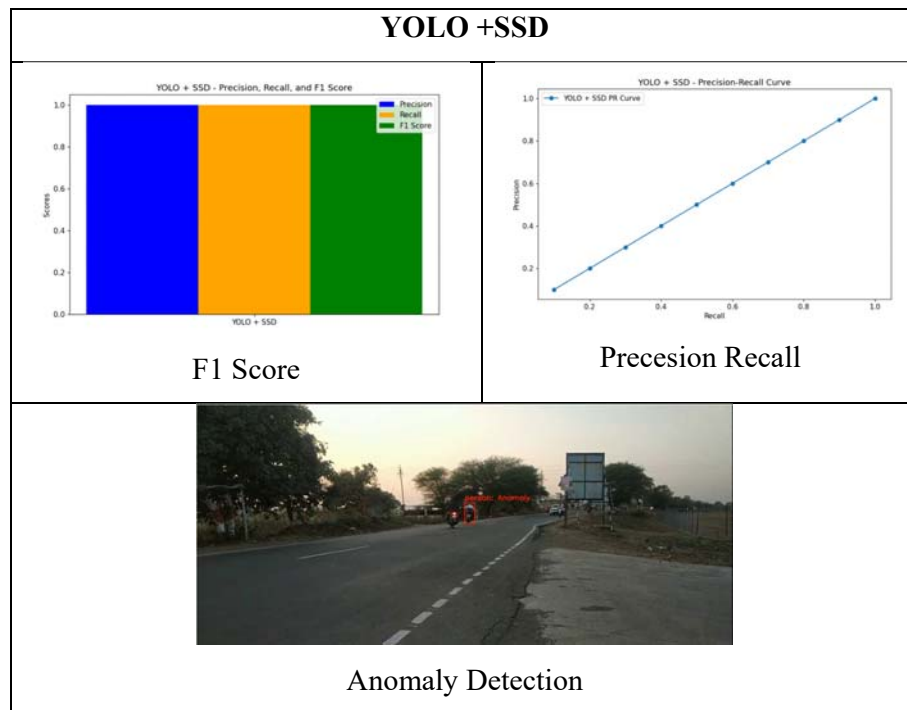 YOLO +SSD
YOLO + SSD - Precision, Recall, and F1 Score
Precision
Recall
F1 Score
1.0
0.8
0.6
0.4
0.2
0.0
Scores
YOLO + SSD
F1 Score
YOLO + SSD - Precision-Recall Curve
YOLO + SSD PR Curve
1.0
0.8
0.6
0.4
0.2
Precision
0.2 0.4 0.6 0.8 1.0
Recall
Precesion Recall
Anomaly
Anomaly Detection